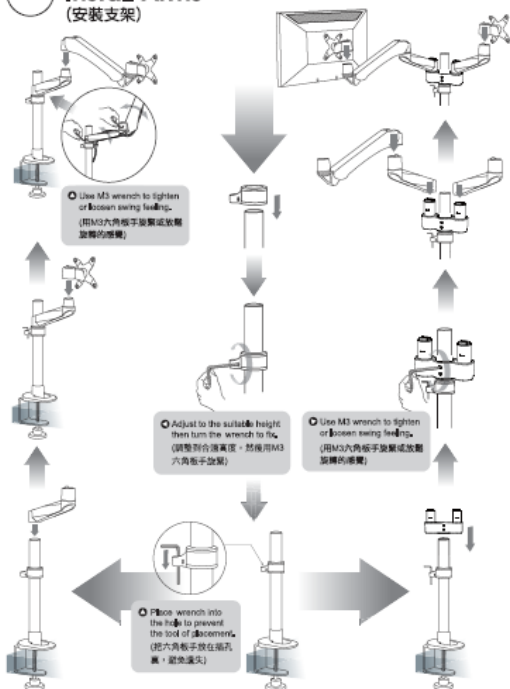 (安裝支架)
Use M3 wrench to tighten
or loosen swing feeling.
(用M3六角板手旋緊或放鬆
旋轉的感覺)
Adjust to the suitable height
then turn the wrench to fix.
(調整到合適高度，然後用M3
六角板手旋緊)
Use M3 wrench to tighten
or loosen swing feeling.
(用M3六角板手旋緊或放鬆
旋轉的感覺)
Place wrench into
the hole to prevent
the tool of placement.
(把六角板手放在插孔
裏，避免遺失)